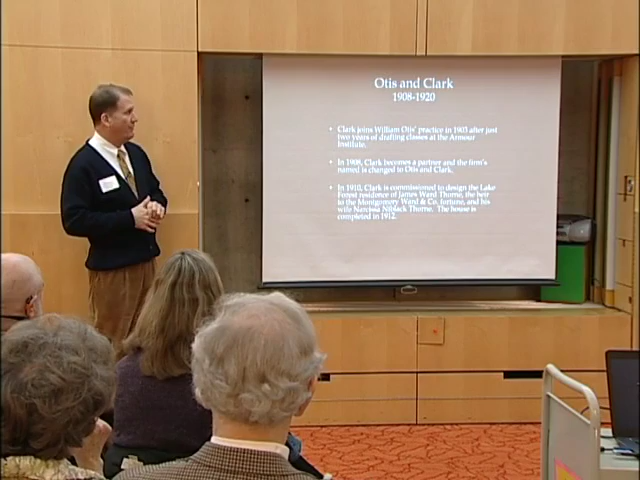 Otis and Clark
1908-1920
• Clark joins William Otis' practice in 1903 after just
two years of drafting classes at the Armour
Institute.
• In 1908, Clark becomes a partner and the firm's
named is changed to Otis and Clark.
• In 1910, Clark is commissioned to design the Lake
Forest residence of James Ward Thorne, the heir
to the Montgomery Ward & Co. fortune, and his
wife Narcissa Niblack Thorne. The house is
completed in 1912.